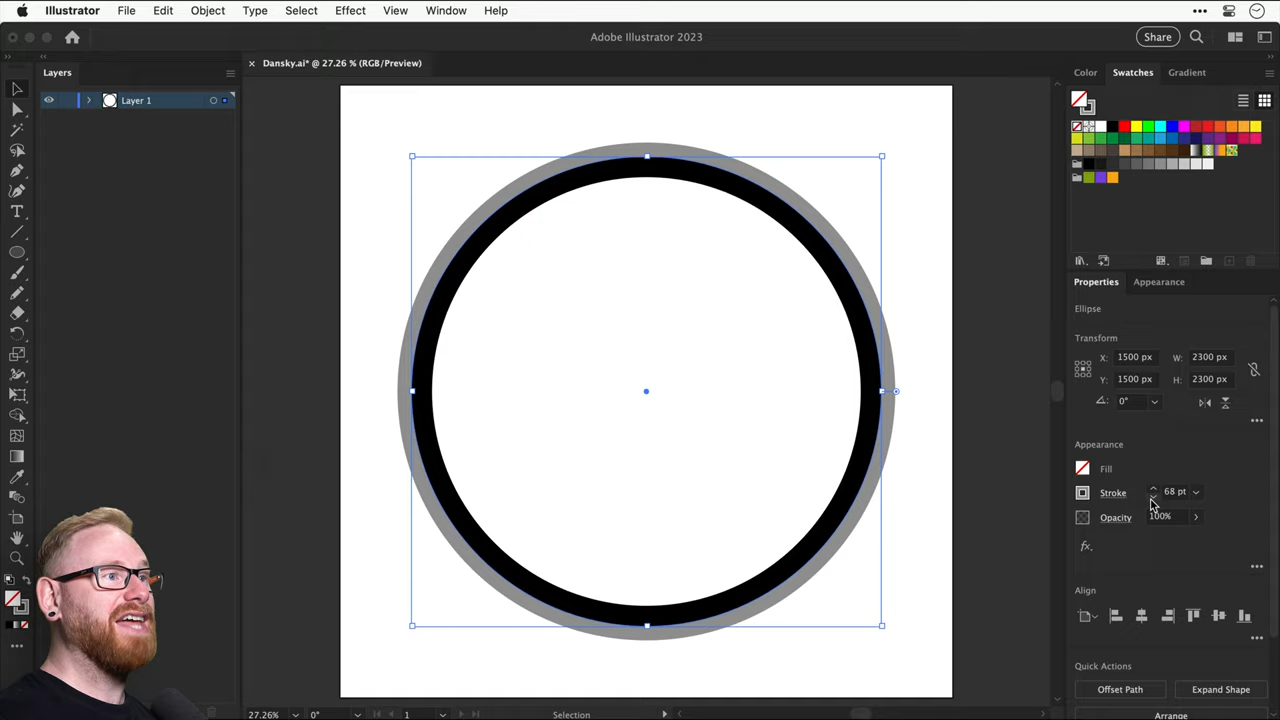 Illustrator File Edit Object Type Select Effect View Window Help
Adobe Illustrator 2023
Share
Layers
× Dansky.ai* @ 27.26 % (RGB/Preview)
Color Swatches Gradient
Layer 1
Properties Appearance
Ellipse
Transform
X: 1500 px W: 2300 px
Y: 1500 px H: 2300 px
0°
Appearance
Fill
Stroke 68 pt
Opacity 100%
fx.
Align
Quick Actions
Offset Path Expand Shape
Arrange
27.26% 0° 1 Selection